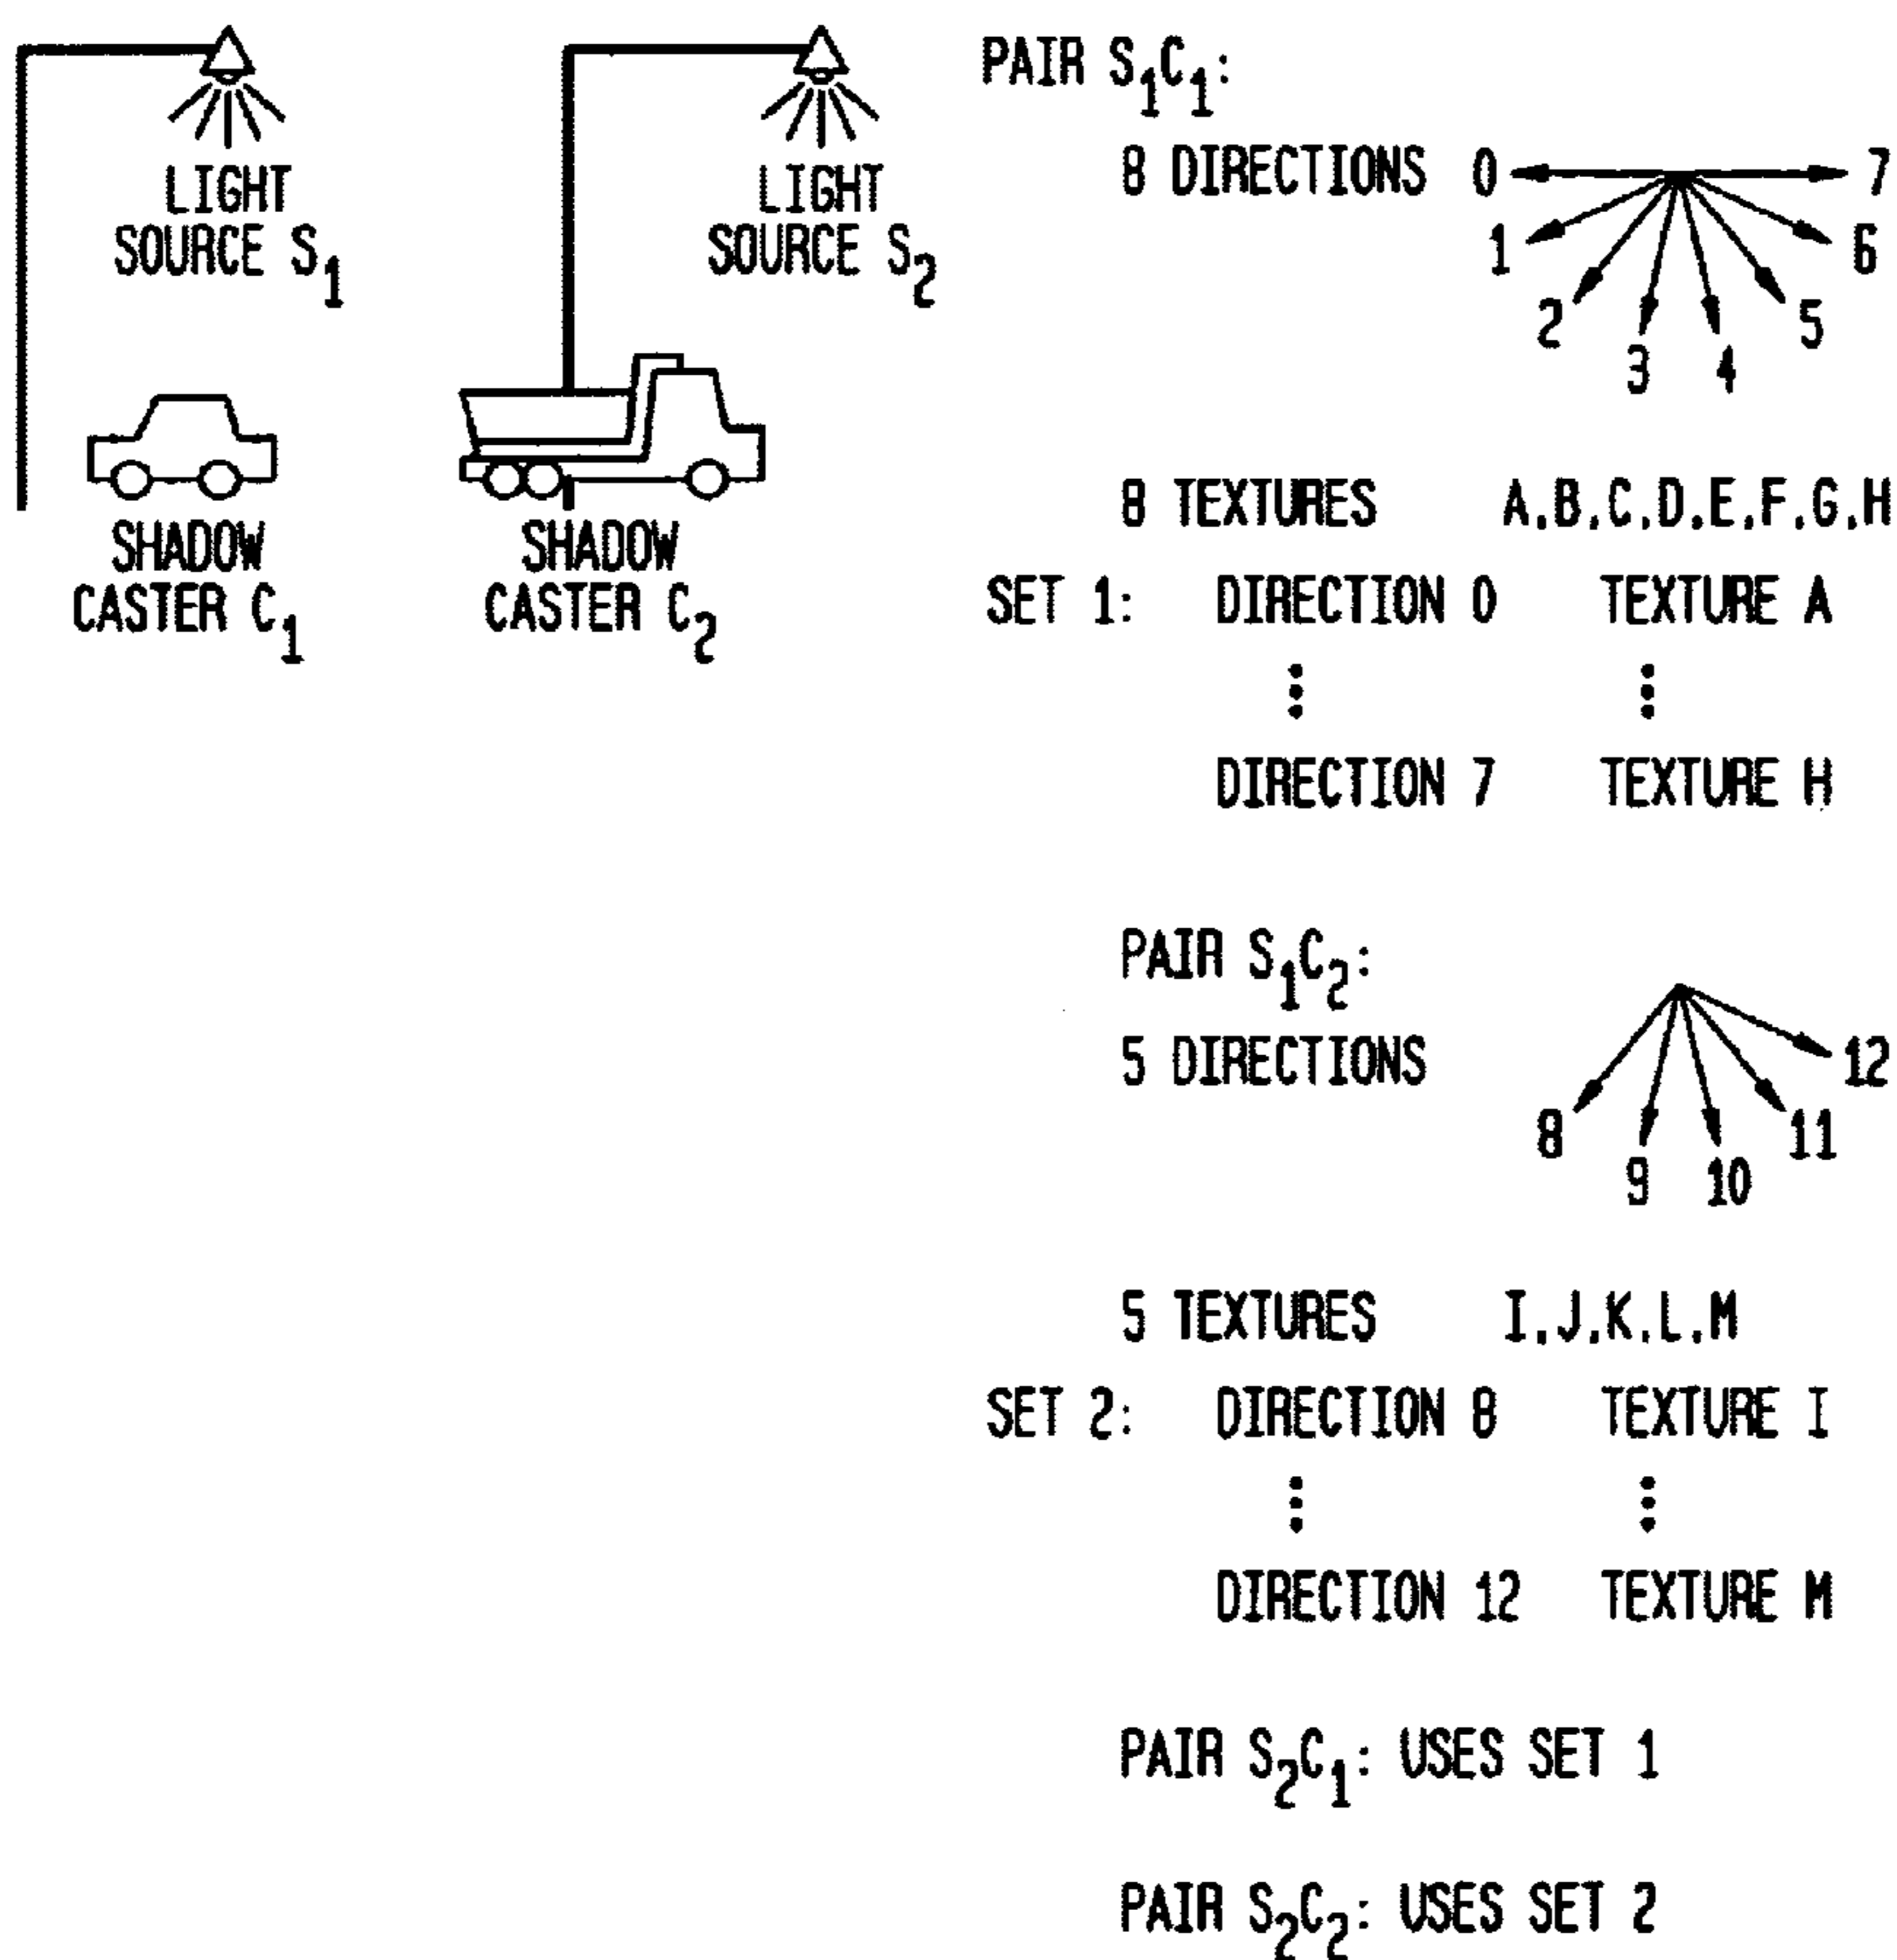 LIGHT
SOURCE S1
LIGHT
SOURCE S2
SHADOW
CASTER C1
SHADOW
CASTER C2
PAIR S1C1:
8 DIRECTIONS
0
1
2
3
4
5
6
7
8 TEXTURES A,B,C,D,E,F,G,H
SET 1: DIRECTION 0 TEXTURE A
DIRECTION 7 TEXTURE H
PAIR S1C2:
5 DIRECTIONS
8
9
10
11
12
5 TEXTURES I,J,K,L,M
SET 2: DIRECTION 8 TEXTURE I
DIRECTION 12 TEXTURE M
PAIR S2C1: USES SET 1
PAIR S2C2: USES SET 2